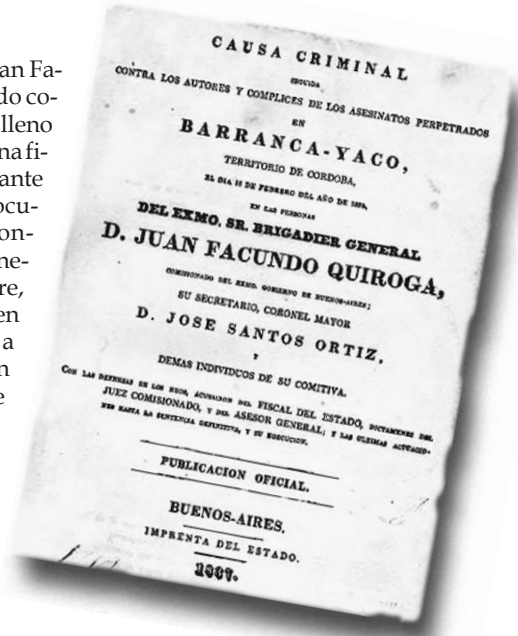 an Fa-
do co-
lleno
na fi-
ante
ocu-
on-
ne-
re,
en
a
n
e
CAUSA CRIMINAL
SEGUIDA
CONTRA LOS AUTORES Y COMPLICES DE LOS ASESINATOS PERPETRADOS
EN
BARRANCA-YACO,
TERRITORIO DE CORDOBA,
EL DIA 16 DE FEBRERO DEL AÑO DE
EN LAS PERSONAS
DEL EXMO. SR. BRIGADIER GENERAL
D. JUAN FACUNDO QUIROGA,
COMISIONADO DEL EXMO. GOBIERNO DE BUENOS-AIRES;
SU SECRETARIO, CORONEL MAYOR
D. JOSE SANTOS ORTIZ,
Y
DEMAS INDIVIDUOS DE SU COMITIVA.
CON LAS DEFENSAS DE LOS REOS, ACUSACION DEL FISCAL DEL ESTADO, DICTAMENES DEL
JUEZ COMISIONADO, Y DEL ASESOR GENERAL; Y LAS ULTIMAS ACTUACIO-
NES HASTA LA SENTENCIA DEFINITIVA, Y SU EXECUCION.
PUBLICACION OFICIAL.
BUENOS-AIRES.
IMPRENTA DEL ESTADO.
1837.